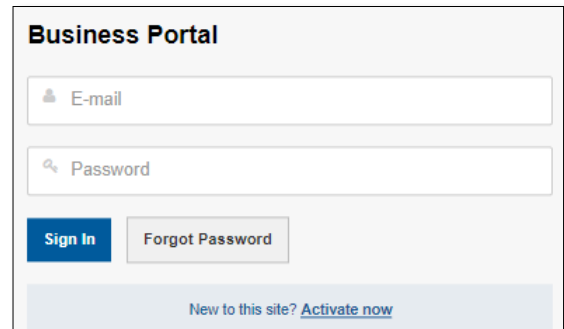 Business Portal
E-mail
Password
Sign In
Forgot Password
New to this site? Activate now